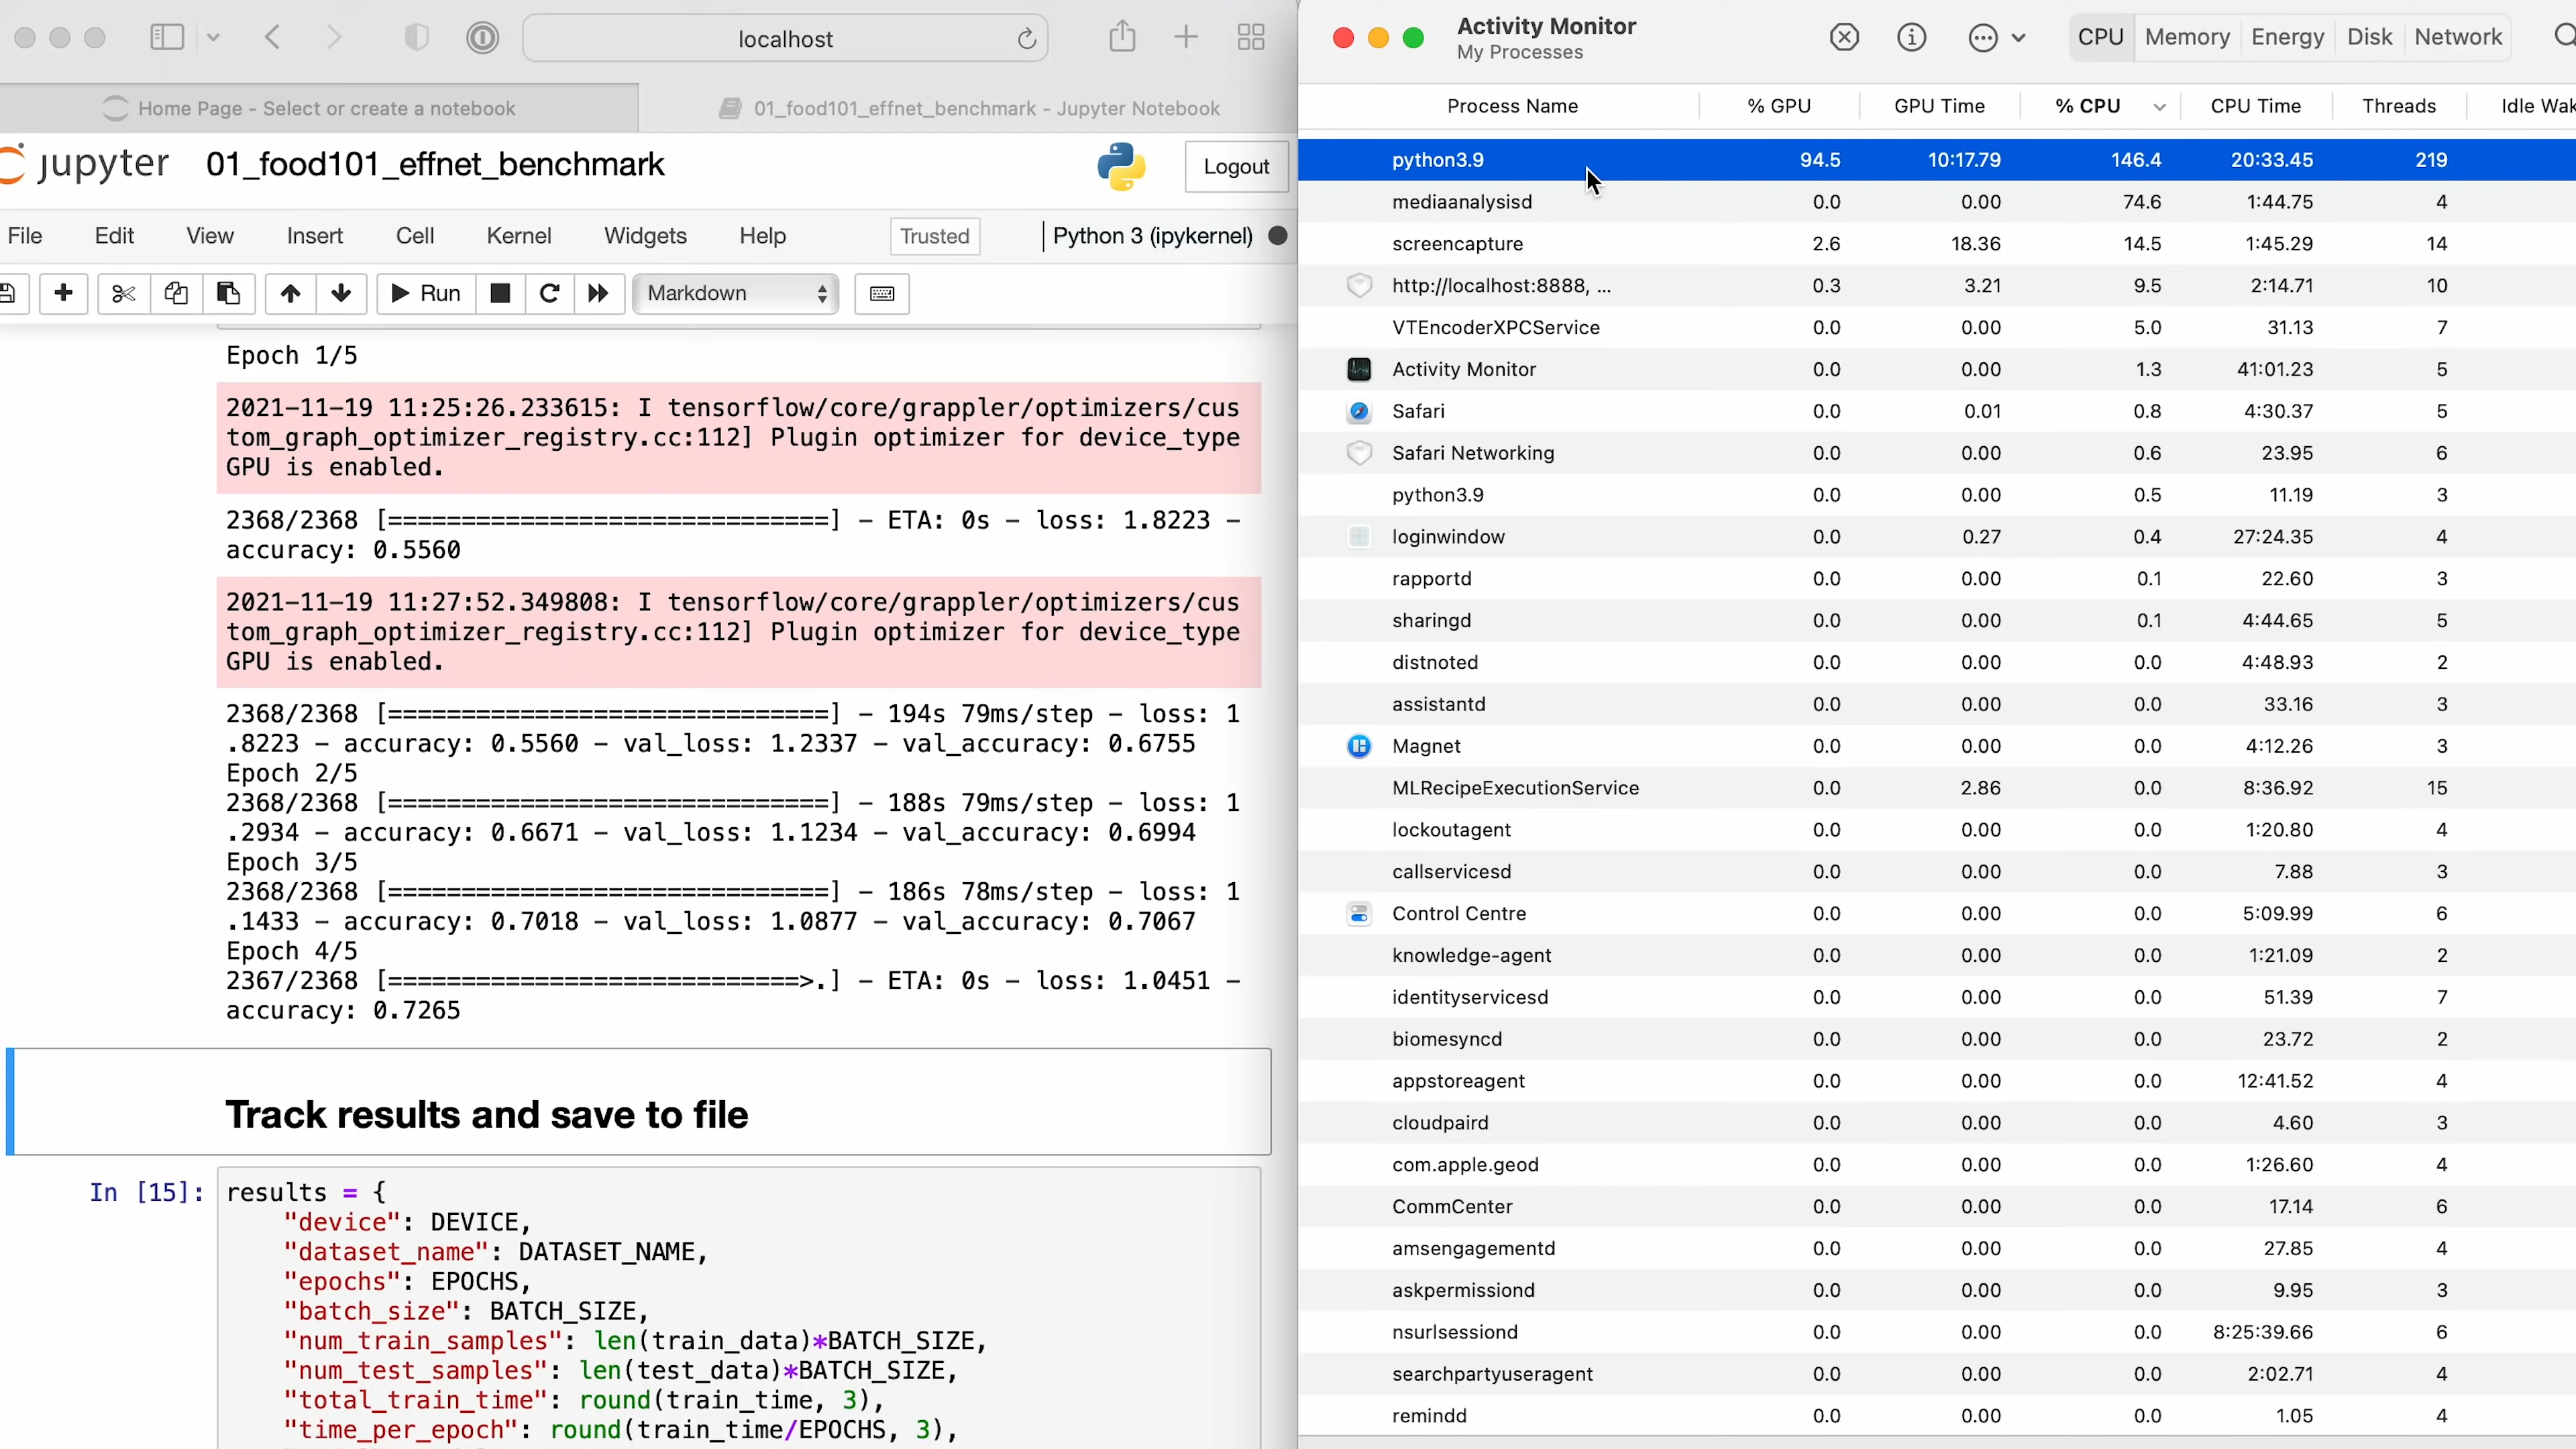 localhost
Home Page - Select or create a notebook
01_food101_effnet_benchmark - Jupyter Notebook
jupyter 01_food101_effnet_benchmark
Logout
File Edit View Insert Cell Kernel Widgets Help
Trusted
Python 3 (ipykernel)
Run
Markdown
Epoch 1/5
2021-11-19 11:25:26.233615: I tensorflow/core/grappler/optimizers/cus
tom_graph_optimizer_registry.cc:112] Plugin optimizer for device_type
GPU is enabled.
2368/2368 [==============================] - ETA: 0s - loss: 1.8223 -
accuracy: 0.5560
2021-11-19 11:27:52.349808: I tensorflow/core/grappler/optimizers/cus
tom_graph_optimizer_registry.cc:112] Plugin optimizer for device_type
GPU is enabled.
2368/2368 [==============================] - 194s 79ms/step - loss: 1
.8223 - accuracy: 0.5560 - val_loss: 1.2337 - val_accuracy: 0.6755
Epoch 2/5
2368/2368 [==============================] - 188s 79ms/step - loss: 1
.2934 - accuracy: 0.6671 - val_loss: 1.1234 - val_accuracy: 0.6994
Epoch 3/5
2368/2368 [==============================] - 186s 78ms/step - loss: 1
.1433 - accuracy: 0.7018 - val_loss: 1.0877 - val_accuracy: 0.7067
Epoch 4/5
2367/2368 [============================>.] - ETA: 0s - loss: 1.0451 -
accuracy: 0.7265
Track results and save to file
In [15]: results = {
"device": DEVICE,
"dataset_name": DATASET_NAME,
"epochs": EPOCHS,
"batch_size": BATCH_SIZE,
"num_train_samples": len(train_data)*BATCH_SIZE,
"num_test_samples": len(test_data)*BATCH_SIZE,
"total_train_time": round(train_time, 3),
"time_per_epoch": round(train_time/EPOCHS, 3),
Activity Monitor
My Processes
CPU Memory Energy Disk Network
Process Name % GPU GPU Time % CPU CPU Time Threads Idle Wak
python3.9 94.5 10:17.79 146.4 20:33.45 219
mediaanalysisd 0.0 0.00 74.6 1:44.75 4
screencapture 2.6 18.36 14.5 1:45.29 14
http://localhost:8888, ... 0.3 3.21 9.5 2:14.71 10
VTEncoderXPCService 0.0 0.00 5.0 31.13 7
Activity Monitor 0.0 0.00 1.3 41:01.23 5
Safari 0.0 0.01 0.8 4:30.37 5
Safari Networking 0.0 0.00 0.6 23.95 6
python3.9 0.0 0.00 0.5 11.19 3
loginwindow 0.0 0.27 0.4 27:24.35 4
rapportd 0.0 0.00 0.1 22.60 3
sharingd 0.0 0.00 0.1 4:44.65 5
distnoted 0.0 0.00 0.0 4:48.93 2
assistantd 0.0 0.00 0.0 33.16 3
Magnet 0.0 0.00 0.0 4:12.26 3
MLRecipeExecutionService 0.0 2.86 0.0 8:36.92 15
lockoutagent 0.0 0.00 0.0 1:20.80 4
callservicesd 0.0 0.00 0.0 7.88 3
Control Centre 0.0 0.00 0.0 5:09.99 6
knowledge-agent 0.0 0.00 0.0 1:21.09 2
identityservicesd 0.0 0.00 0.0 51.39 7
biomesyncd 0.0 0.00 0.0 23.72 2
appstoreagent 0.0 0.00 0.0 12:41.52 4
cloudpaird 0.0 0.00 0.0 4.60 3
com.apple.geod 0.0 0.00 0.0 1:26.60 4
CommCenter 0.0 0.00 0.0 17.14 6
amsengagementd 0.0 0.00 0.0 27.85 4
askpermissiond 0.0 0.00 0.0 9.95 3
nsurlsessiond 0.0 0.00 0.0 8:25:39.66 6
searchpartyuseragent 0.0 0.00 0.0 2:02.71 4
remindd 0.0 0.00 0.0 1.05 4